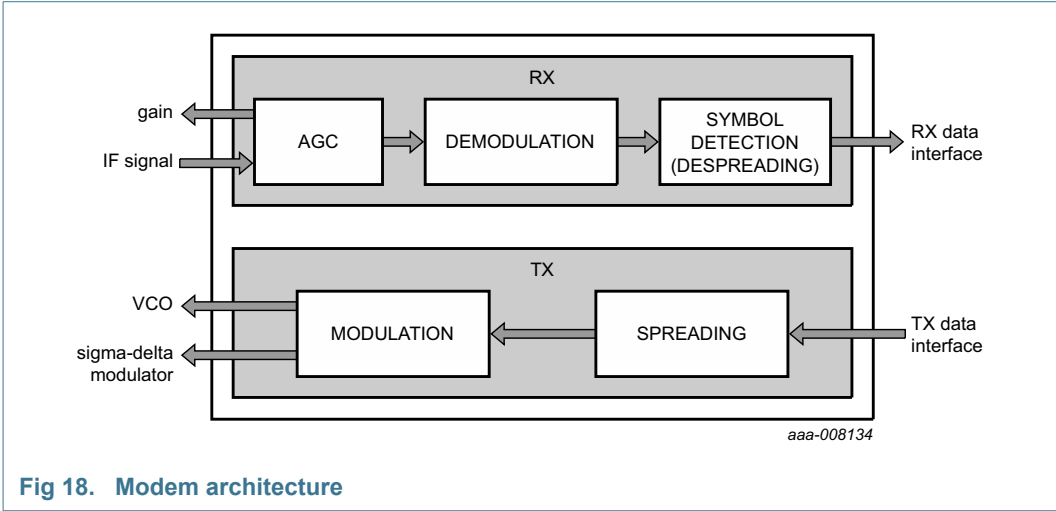 RX
gain
IF signal
AGC
DEMODULATION
SYMBOL
DETECTION
(DESPREADING)
RX data
interface
TX
VCO
sigma-delta
modulator
MODULATION
SPREADING
TX data
interface
aaa-008134
Fig 18. Modem architecture